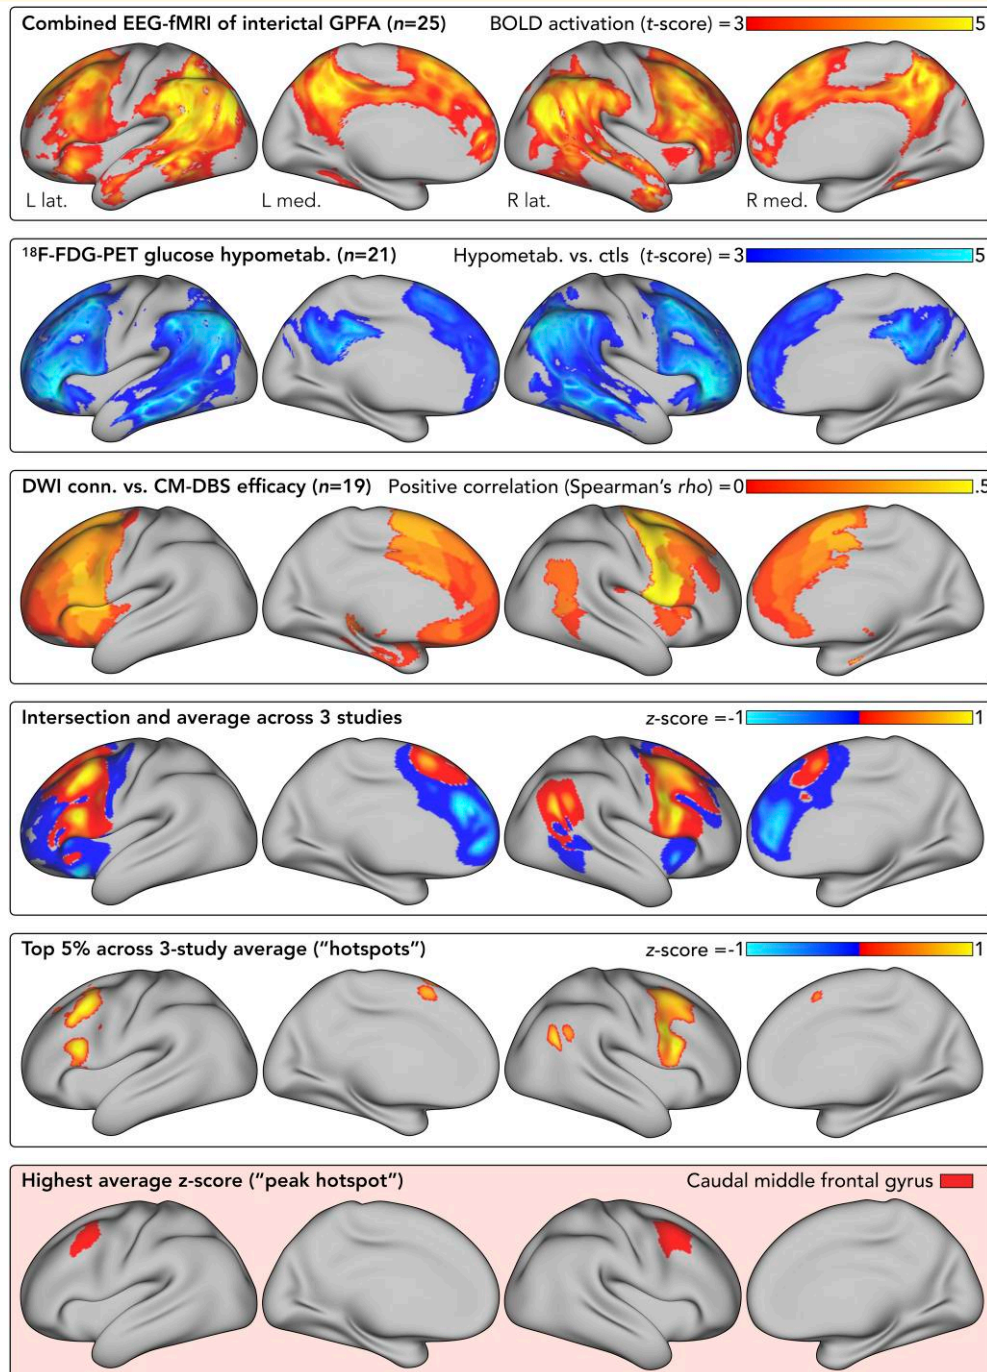 Combined EEG-fMRI of interictal GPFA (n=25) BOLD activation (t-score) = 3 5
L lat. L med. R lat. R med.
¹⁸F-FDG-PET glucose hypometab. (n=21) Hypometab. vs. ctls (t-score) = 3 5
DWI conn. vs. CM-DBS efficacy (n=19) Positive correlation (Spearman's rho) = 0 .5
Intersection and average across 3 studies z-score = -1 1
Top 5% across 3-study average ("hotspots") z-score = -1 1
Highest average z-score ("peak hotspot") Caudal middle frontal gyrus